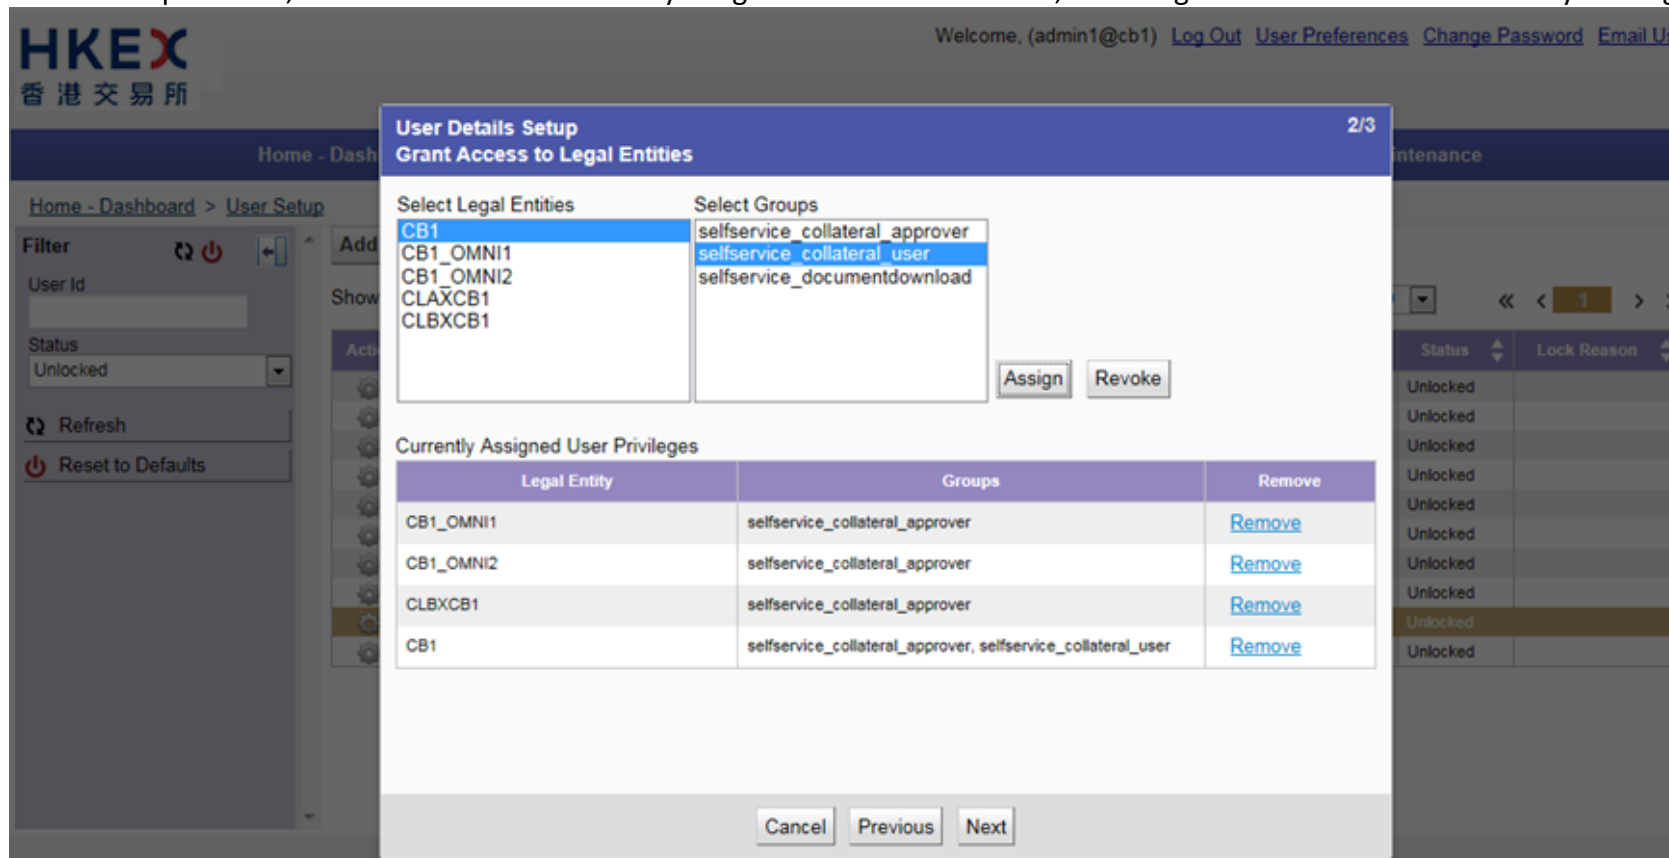 HKEX
香港交易所
Welcome, (admin1@cb1) Log Out User Preferences Change Password Email
Home - Dash
intenance
Home - Dashboard > User Setup
Filter
User Id
Status
Unlocked
Refresh
Reset to Defaults
Add
Show
User Details Setup
2/3
Grant Access to Legal Entities
Select Legal Entities
CB1
CB1_OMNI1
CB1_OMNI2
CLAXCB1
CLBXCB1
Select Groups
selfservice_collateral_approver
selfservice_collateral_user
selfservice_documentdownload
Assign Revoke
Currently Assigned User Privileges
Legal Entity Groups Remove
CB1_OMNI1 selfservice_collateral_approver Remove
CB1_OMNI2 selfservice_collateral_approver Remove
CLBXCB1 selfservice_collateral_approver Remove
CB1 selfservice_collateral_approver, selfservice_collateral_user Remove
Cancel Previous Next
« < 1 >
Acti
Status Lock Reason
Unlocked
Unlocked
Unlocked
Unlocked
Unlocked
Unlocked
Unlocked
Unlocked
Unlocked
Unlocked